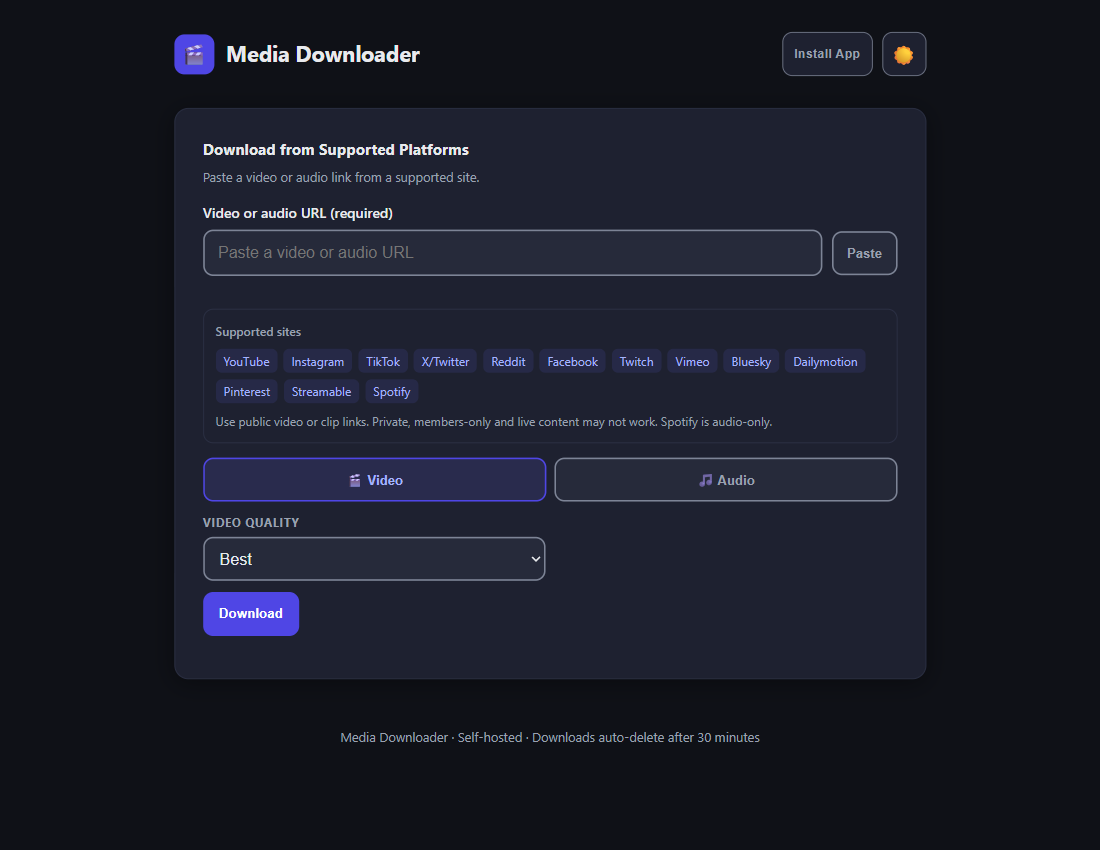 Media Downloader
Install App
Download from Supported Platforms
Paste a video or audio link from a supported site.
Video or audio URL (required)
Paste a video or audio URL
Paste
Supported sites
YouTube Instagram TikTok X/Twitter Reddit Facebook Twitch Vimeo Bluesky Dailymotion
Pinterest Streamable Spotify
Use public video or clip links. Private, members-only and live content may not work. Spotify is audio-only.
Video
Audio
VIDEO QUALITY
Best
Download
Media Downloader · Self-hosted · Downloads auto-delete after 30 minutes